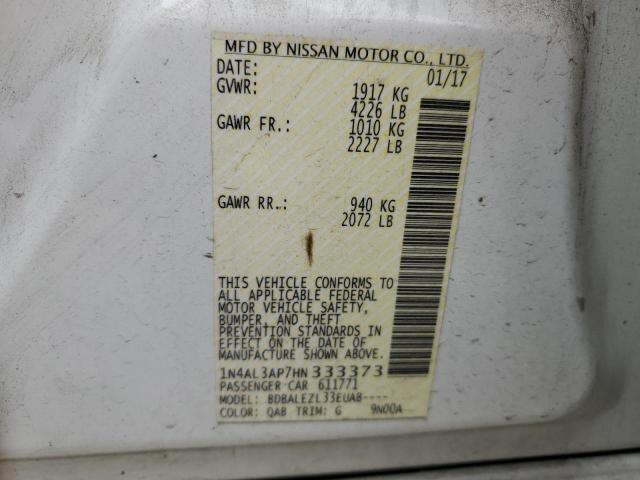 MFD BY NISSAN MOTOR CO., LTD.
DATE: 01/17
GVWR: 1917 KG
4226 LB
GAWR FR.: 1010 KG
2227 LB
GAWR RR.: 940 KG
2072 LB
THIS VEHICLE CONFORMS TO
ALL APPLICABLE FEDERAL
MOTOR VEHICLE SAFETY,
BUMPER, AND THEFT
PREVENTION STANDARDS IN
EFFECT ON THE DATE OF
MANUFACTURE SHOWN ABOVE.
1N4AL3AP7HN333373
PASSENGER CAR 611771
MODEL: BDBALEZL33EUA8----
COLOR: QAB TRIM: G 9N00A